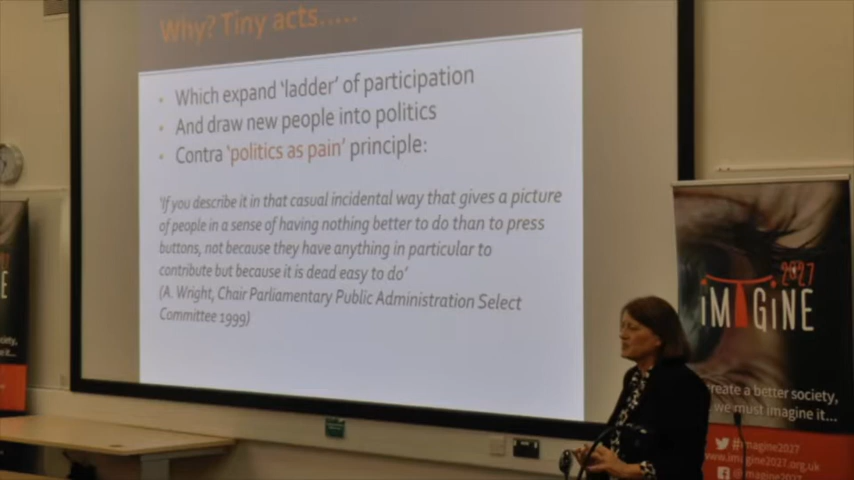 Why? Tiny acts.....
Which expand 'ladder' of participation
And draw new people into politics
Contra 'politics as pain' principle:
'If you describe it in that casual incidental way that gives a picture
of people in a sense of having nothing better to do than to press
buttons, not because they have anything in particular to
contribute but because it is dead easy to do'
(A. Wright, Chair Parliamentary Public Administration Select
Committee 1999)
2027
iMAGiNE
create a better society,
we must imagine it...
#imagine2027
www.imagine2027.org.uk
imagine2027
E
society,
e it...